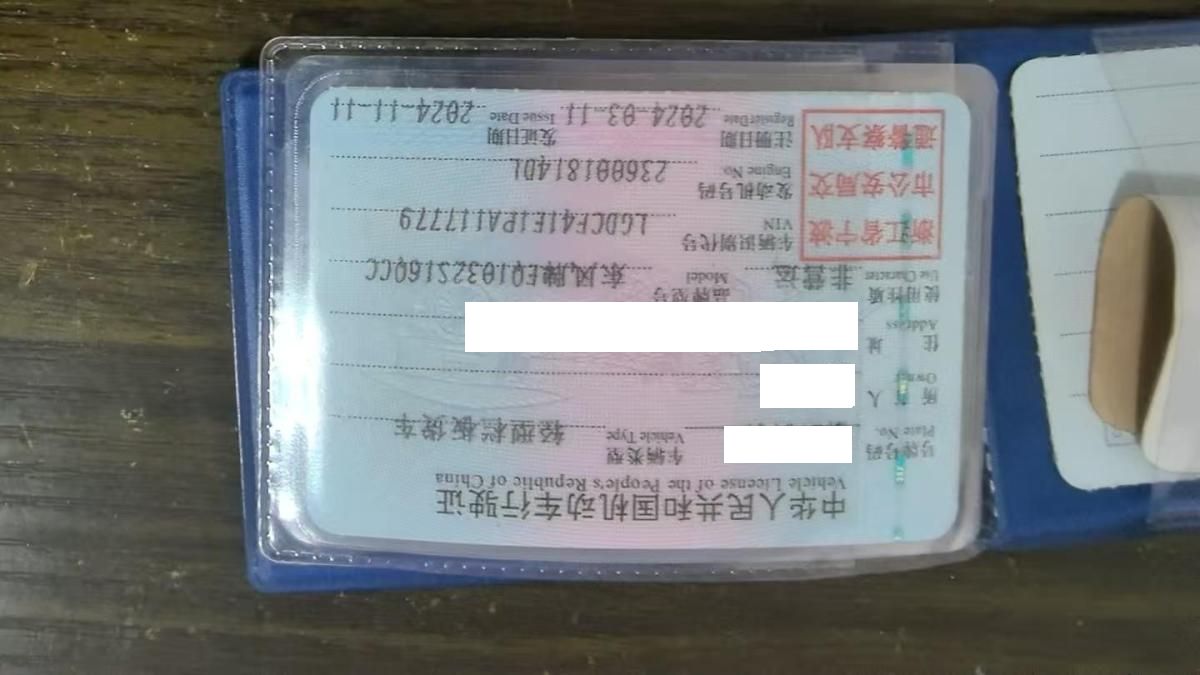 中华人民共和国机动车行驶证
Vehicle License of the People's Republic of China
号牌号码 Plate No. 车辆类型 Vehicle Type 轻型栏板货车
所有人 Owner
住址 Address
使用性质 Use Character 非营运 品牌型号 Model 东风牌EQ1032S16QCC
浙江省宁波市公安局交通警察支队
车辆识别代号 VIN LGDCF41E1PA117779
发动机号码 Engine No. 236001814D1
注册日期 Register Date 2024-03-11 发证日期 Issue Date 2024-11-11